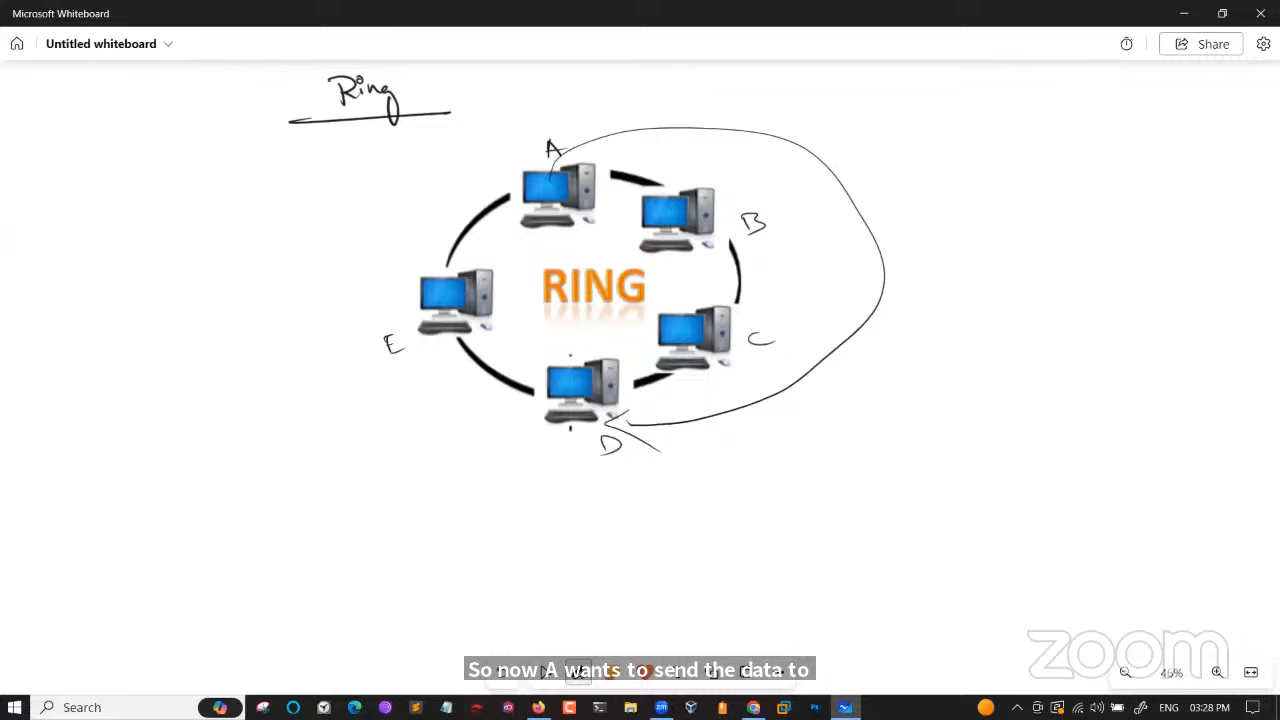 Microsoft Whiteboard
Untitled whiteboard
Share
Ring
A
B
RING
C
E
D
zoom
So now A wants to send the data to
46%
Search
ENG
03:28 PM